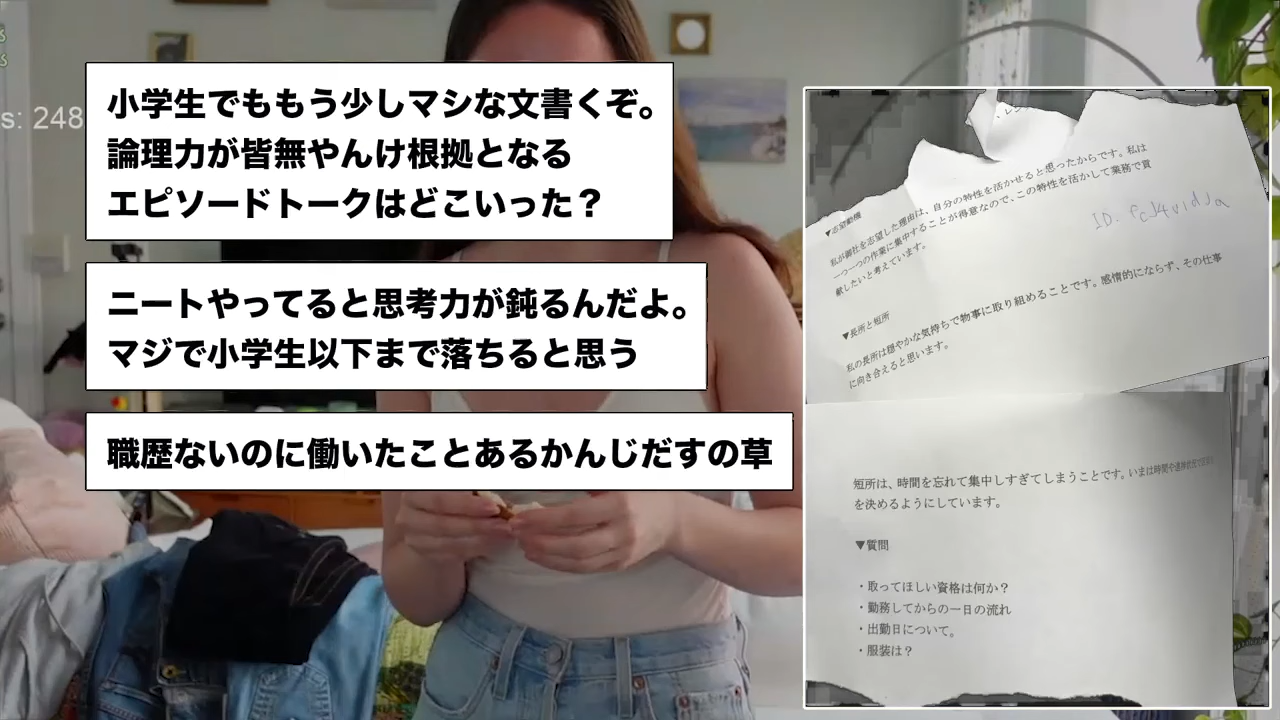 s: 248
小学生でももう少しマシな文書くぞ。
論理力が皆無やんけ根拠となる
エピソードトークはどこいった？
ニートやってると思考力が鈍るんだよ。
マジで小学生以下まで落ちると思う
職歴ないのに働いたことあるかんじだすの草
▼志望動機
私が御社を志望した理由は、自分の特性を活かせると思ったからです。私は
一つ一つの作業に集中することが得意なので、この特性を活かして業務で貢
献したいと考えています。
▼長所と短所
私の長所は穏やかな気持ちで物事に取り組めることです。感情的にならず、その仕事
に向き合えると思います。
短所は、時間を忘れて集中しすぎてしまうことです。いまは時間や
を決めるようにしています。
▼質問
・取ってほしい資格は何か？
・勤務してからの一日の流れ
・出勤日について。
・服装は？